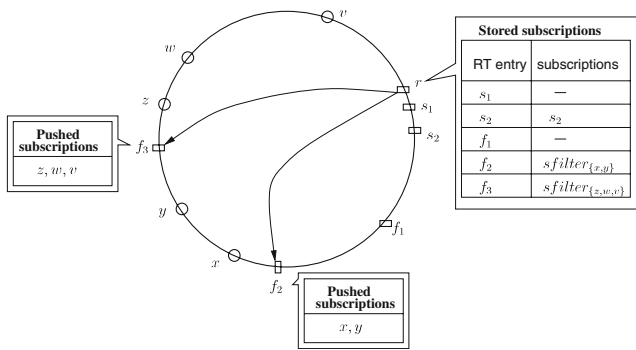 v
w
z
Pushed
subscriptions
z, w, v
f₃
y
x
f₂
Pushed
subscriptions
x, y
f₁
s₂
s₁
r
Stored subscriptions
RT entry subscriptions
s₁ –
s₂ s₂
f₁ –
f₂ sfilter{x,y}
f₃ sfilter{z,w,v}